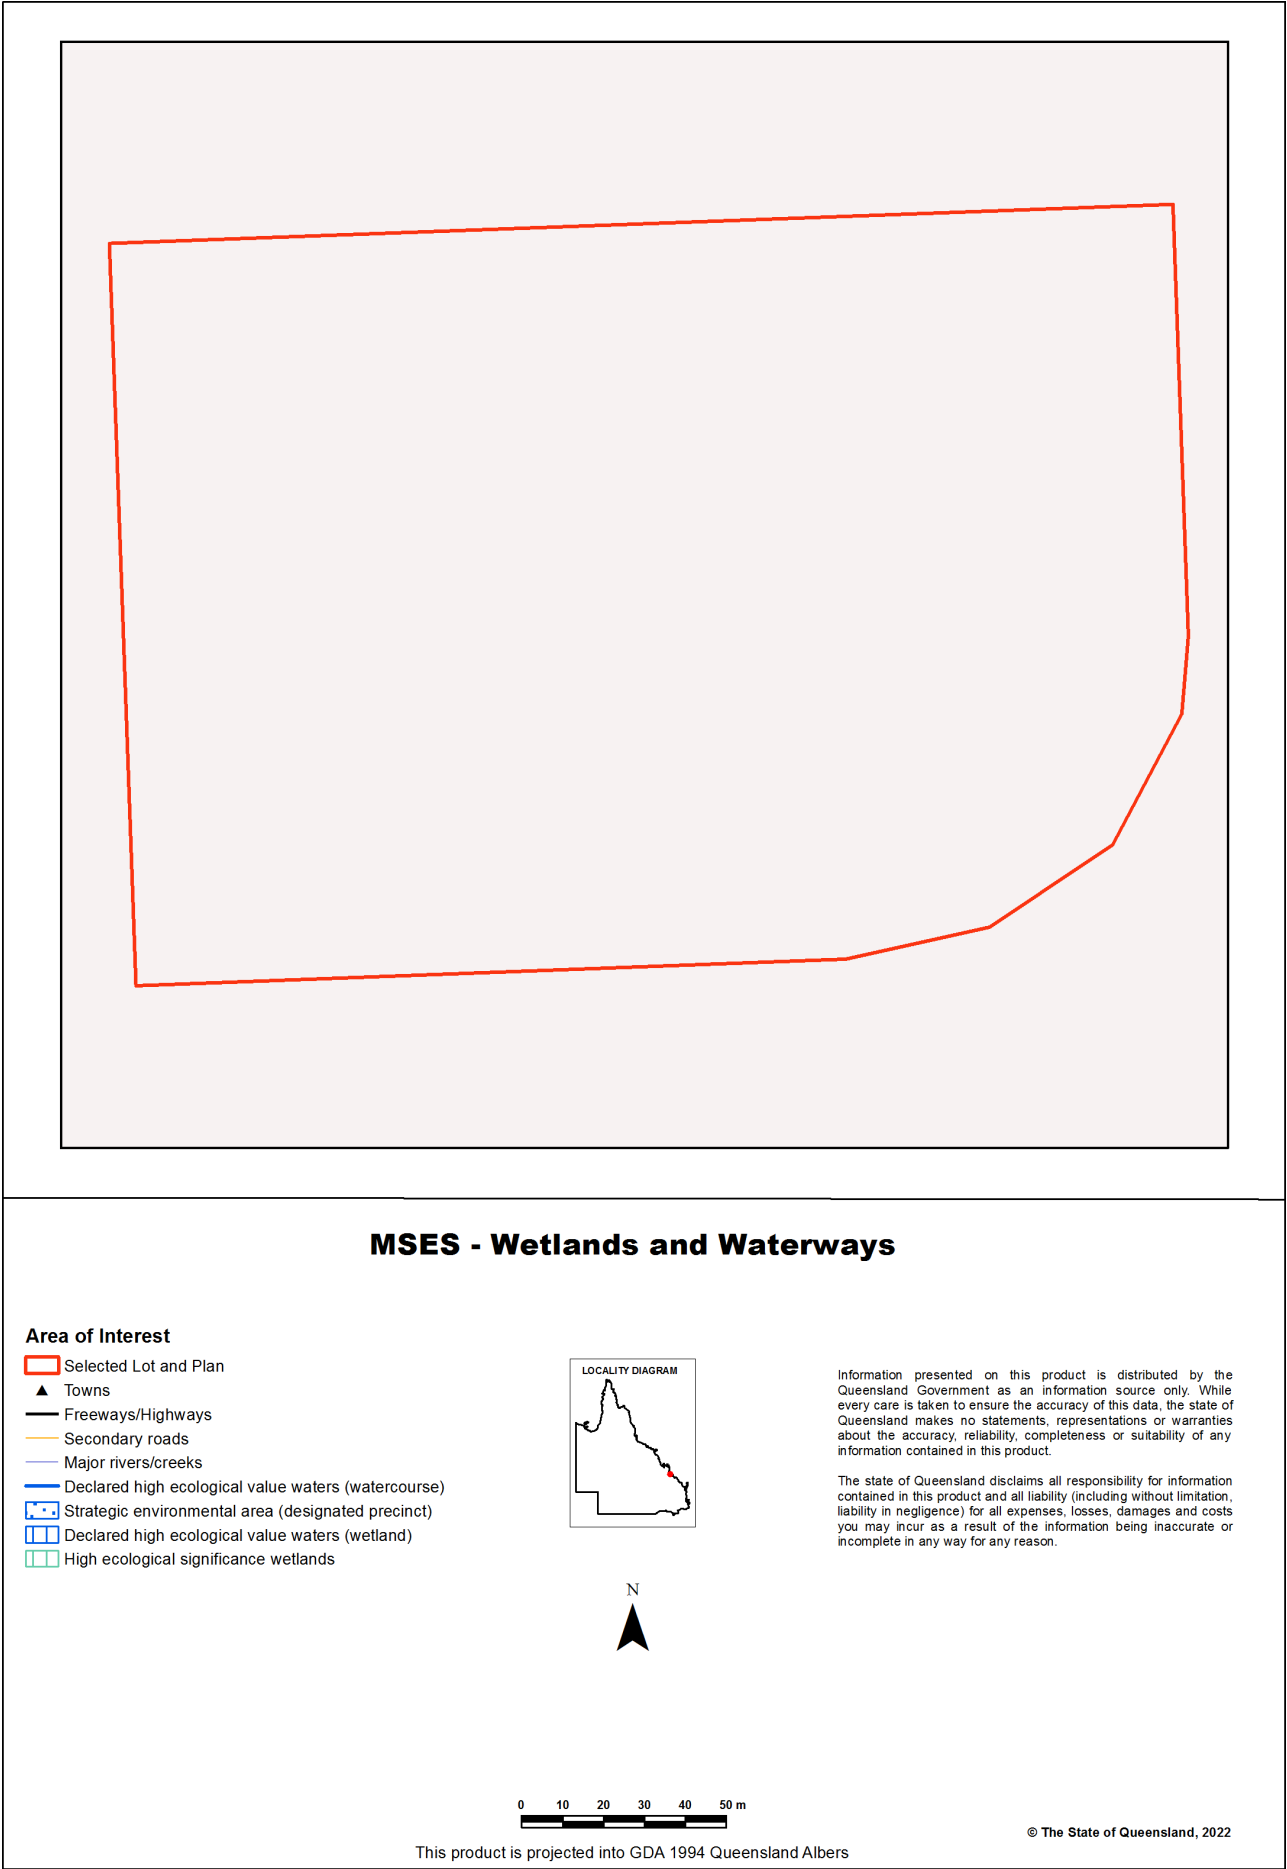 MSES - Wetlands and Waterways
Area of Interest
Selected Lot and Plan
Towns
Freeways/Highways
Secondary roads
Major rivers/creeks
Declared high ecological value waters (watercourse)
Strategic environmental area (designated precinct)
Declared high ecological value waters (wetland)
High ecological significance wetlands
LOCALITY DIAGRAM
N
Information presented on this product is distributed by the
Queensland Government as an information source only. While
every care is taken to ensure the accuracy of this data, the state of
Queensland makes no statements, representations or warranties
about the accuracy, reliability, completeness or suitability of any
information contained in this product.
The state of Queensland disclaims all responsibility for information
contained in this product and all liability (including without limitation,
liability in negligence) for all expenses, losses, damages and costs
you may incur as a result of the information being inaccurate or
incomplete in any way for any reason.
0 10 20 30 40 50 m
This product is projected into GDA 1994 Queensland Albers
© The State of Queensland, 2022